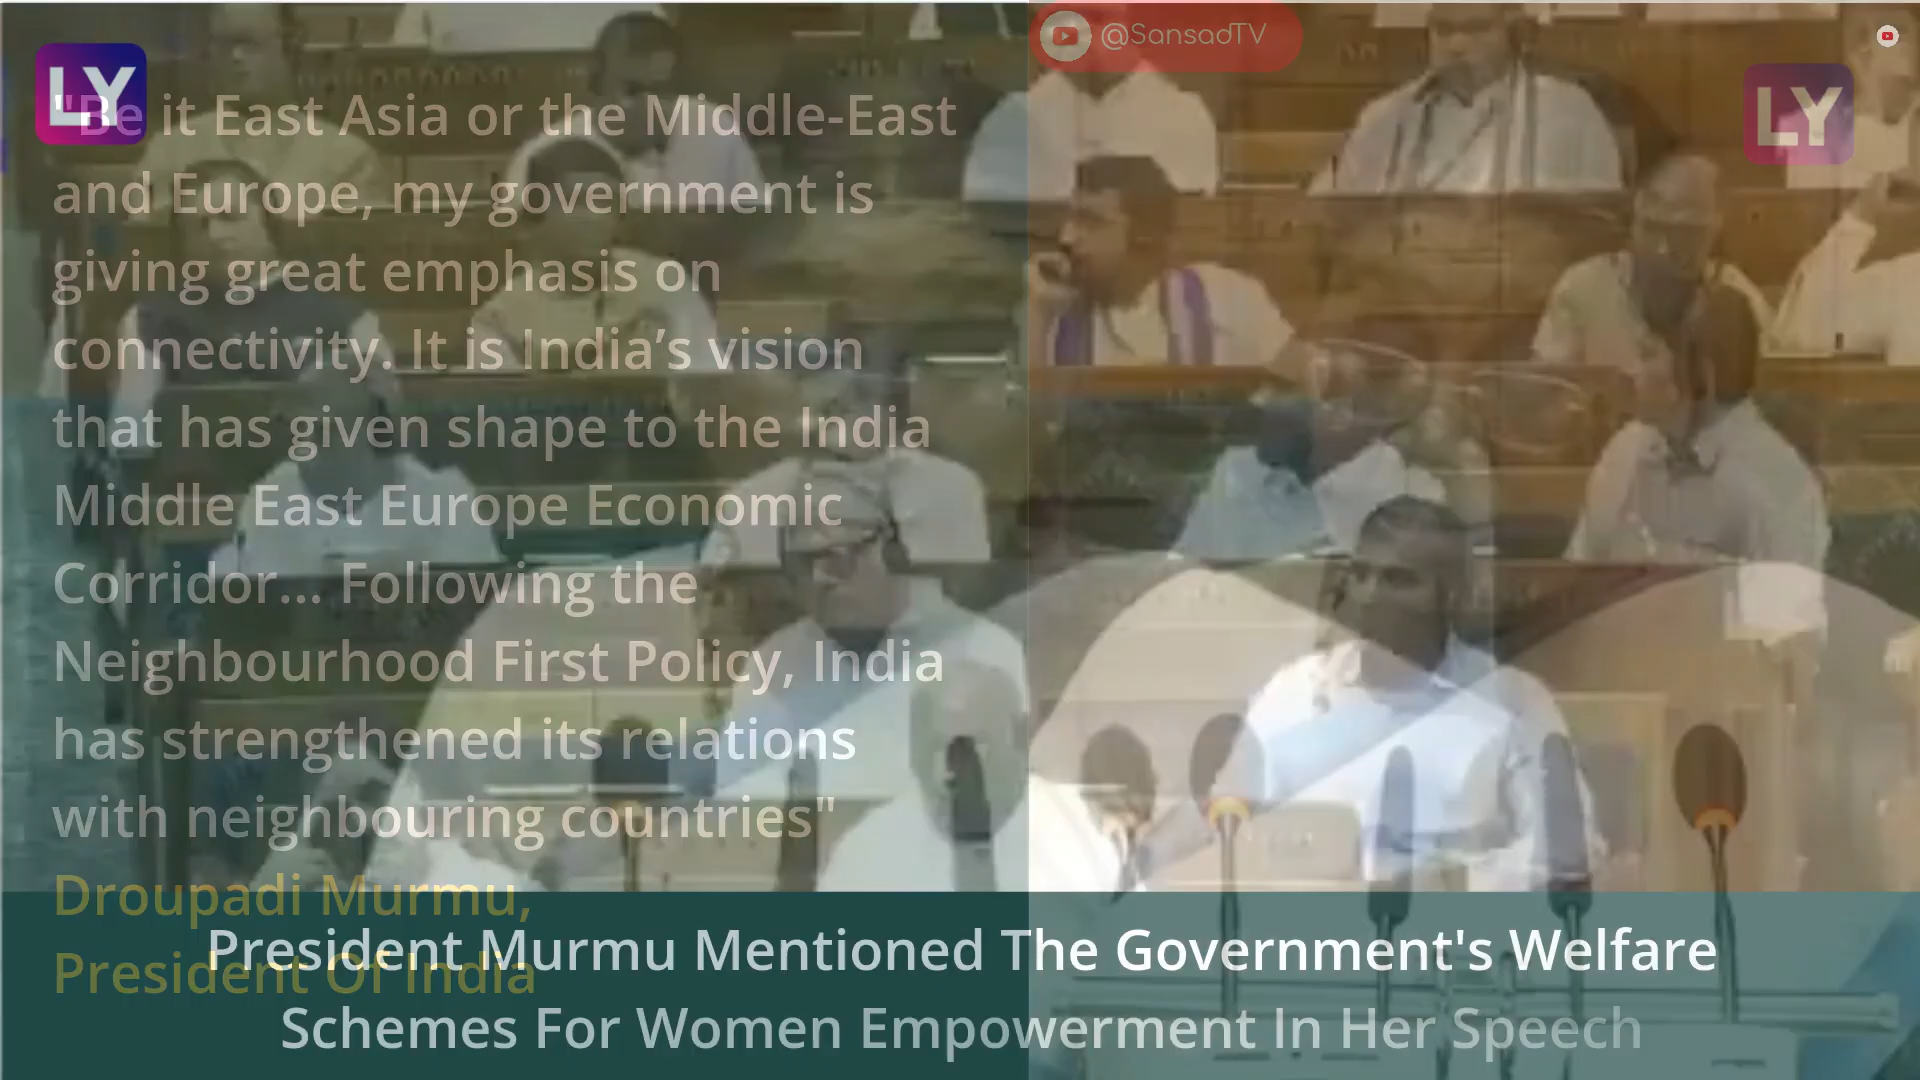 LY
@SansadTV
LY
"Be it East Asia or the Middle-East
and Europe, my government is
giving great emphasis on
connectivity. It is India’s vision
that has given shape to the India
Middle East Europe Economic
Corridor... Following the
Neighbourhood First Policy, India
has strengthened its relations
with neighbouring countries"
Droupadi Murmu,
President Of India
President Murmu Mentioned The Government's Welfare
Schemes For Women Empowerment In Her Speech